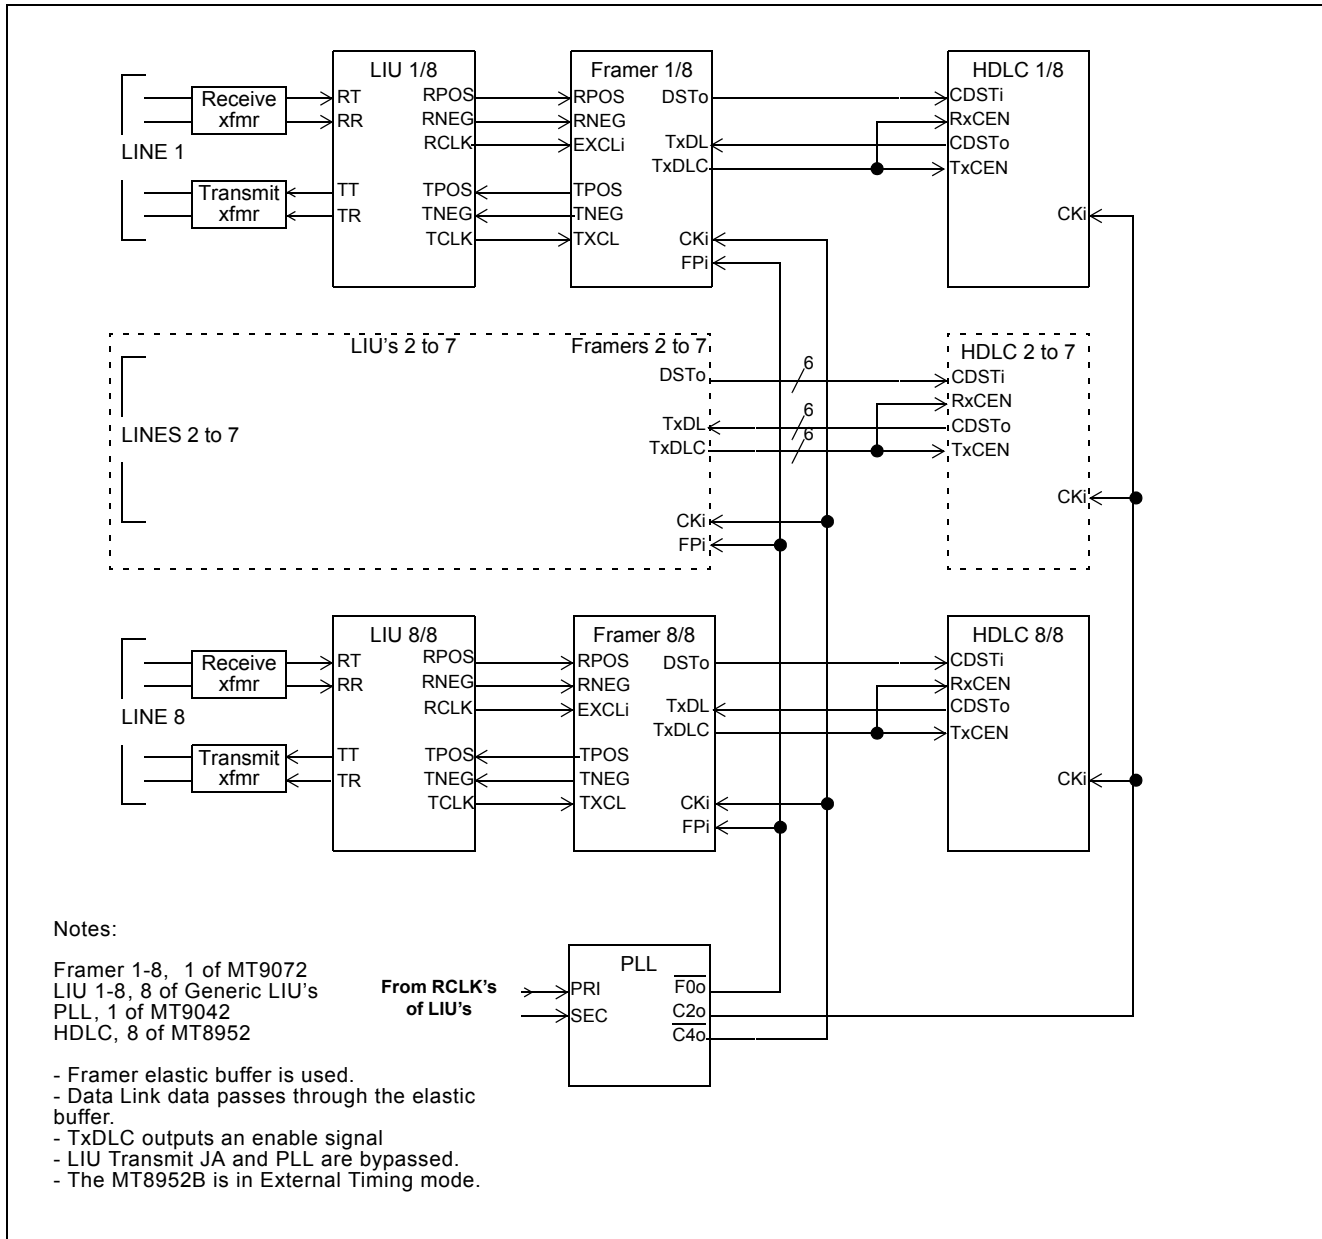 LIU 1/8
Framer 1/8
HDLC 1/8
Receive
xfmr
RT
RR
RPOS
RNEG
RCLK
RPOS
RNEG
EXCLi
DSTo
TxDL
TxDLC
CDSTi
RxCEN
CDSTo
TxCEN
LINE 1
Transmit
xfmr
TT
TR
TPOS
TNEG
TCLK
TPOS
TNEG
TXCL
CKi
FPi
CKi
LIU's 2 to 7
Framers 2 to 7
HDLC 2 to 7
DSTo
TxDL
TxDLC
6
6
6
CDSTi
RxCEN
CDSTo
TxCEN
LINES 2 to 7
CKi
FPi
CKi
LIU 8/8
Framer 8/8
HDLC 8/8
Receive
xfmr
RT
RR
RPOS
RNEG
RCLK
RPOS
RNEG
EXCLi
DSTo
TxDL
TxDLC
CDSTi
RxCEN
CDSTo
TxCEN
LINE 8
Transmit
xfmr
TT
TR
TPOS
TNEG
TCLK
TPOS
TNEG
TXCL
CKi
FPi
CKi
Notes:
Framer 1-8, 1 of MT9072
LIU 1-8, 8 of Generic LIU's
PLL, 1 of MT9042
HDLC, 8 of MT8952
- Framer elastic buffer is used.
- Data Link data passes through the elastic
buffer.
- TxDLC outputs an enable signal
- LIU Transmit JA and PLL are bypassed.
- The MT8952B is in External Timing mode.
From RCLK's
of LIU's
PLL
PRI
SEC
F0o
C2o
C4o